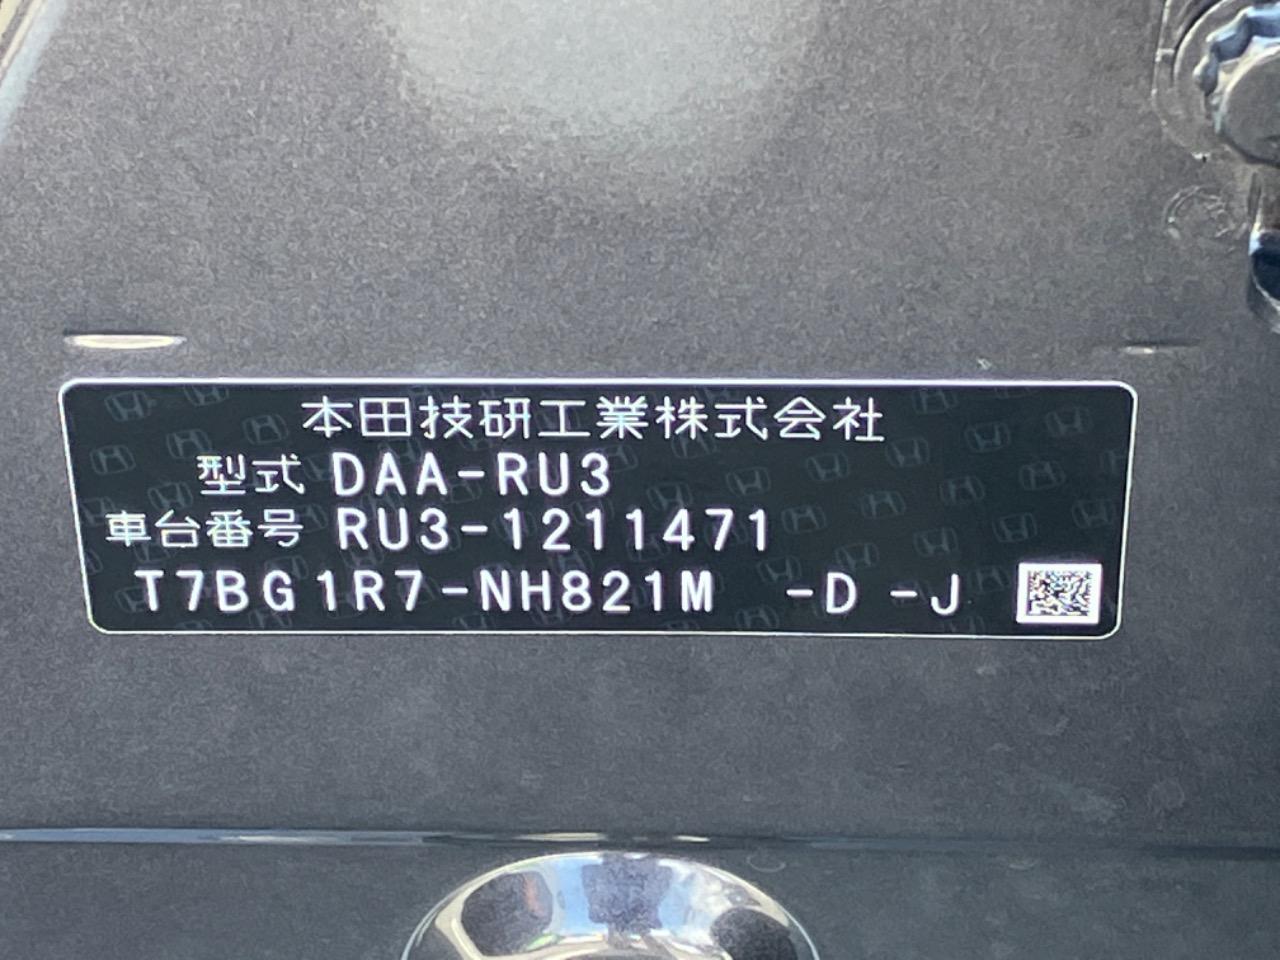 本田技研工業株式会社
型式 DAA-RU3
車台番号 RU3-1211471
T7BG1R7-NH821M -D -J